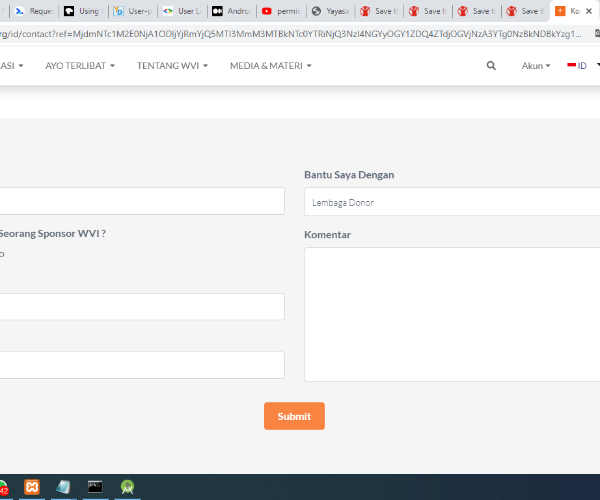 Reque
Using
User-p
User Li
Andro
permis
Yayasa
Save t
Save t
Save t
Save t
Ko
rg/id/contact?ref=
ASI
AYO TERLIBAT
TENTANG WVI
MEDIA & MATERI
Akun
ID
Bantu Saya Dengan
Lembaga Donor
Seorang Sponsor WVI ?
Komentar
o
Submit
42